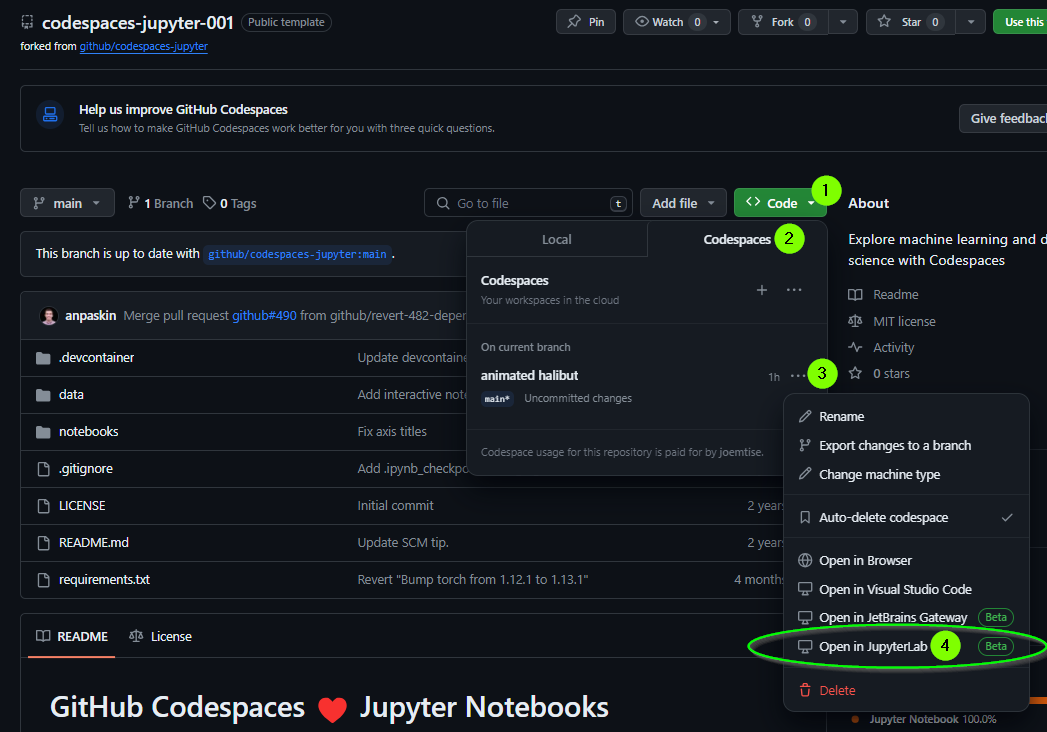 codespaces-jupyter-001 Public template Pin Watch 0 Fork 0 Star 0 Use this
forked from github/codespaces-jupyter
Help us improve GitHub Codespaces
Tell us how to make GitHub Codespaces work better for you with three quick questions.
Give feedback
main 1 Branch 0 Tags Go to file t Add file <> Code 1
This branch is up to date with github/codespaces-jupyter:main .
anpaskin Merge pull request github#490 from github/revert-482-depen
.devcontainer Update devcontaine
data Add interactive note
notebooks Fix axis titles
.gitignore Add .ipynb_checkpo
LICENSE Initial commit 2 years
README.md Update SCM tip. 2 years
requirements.txt Revert "Bump torch from 1.12.1 to 1.13.1" 4 months
README License
GitHub Codespaces ❤️ Jupyter Notebooks
Local Codespaces 2
Codespaces
Your workspaces in the cloud
On current branch
animated halibut 1h ··· 3
main* Uncommitted changes
Codespace usage for this repository is paid for by joemtise.
Rename
Export changes to a branch
Change machine type
Auto-delete codespace
Open in Browser
Open in Visual Studio Code
Open in JetBrains Gateway Beta
Open in JupyterLab 4 Beta
Delete
About
Explore machine learning and d
science with Codespaces
Readme
MIT license
Activity
0 stars
Jupyter Notebook 100.0%